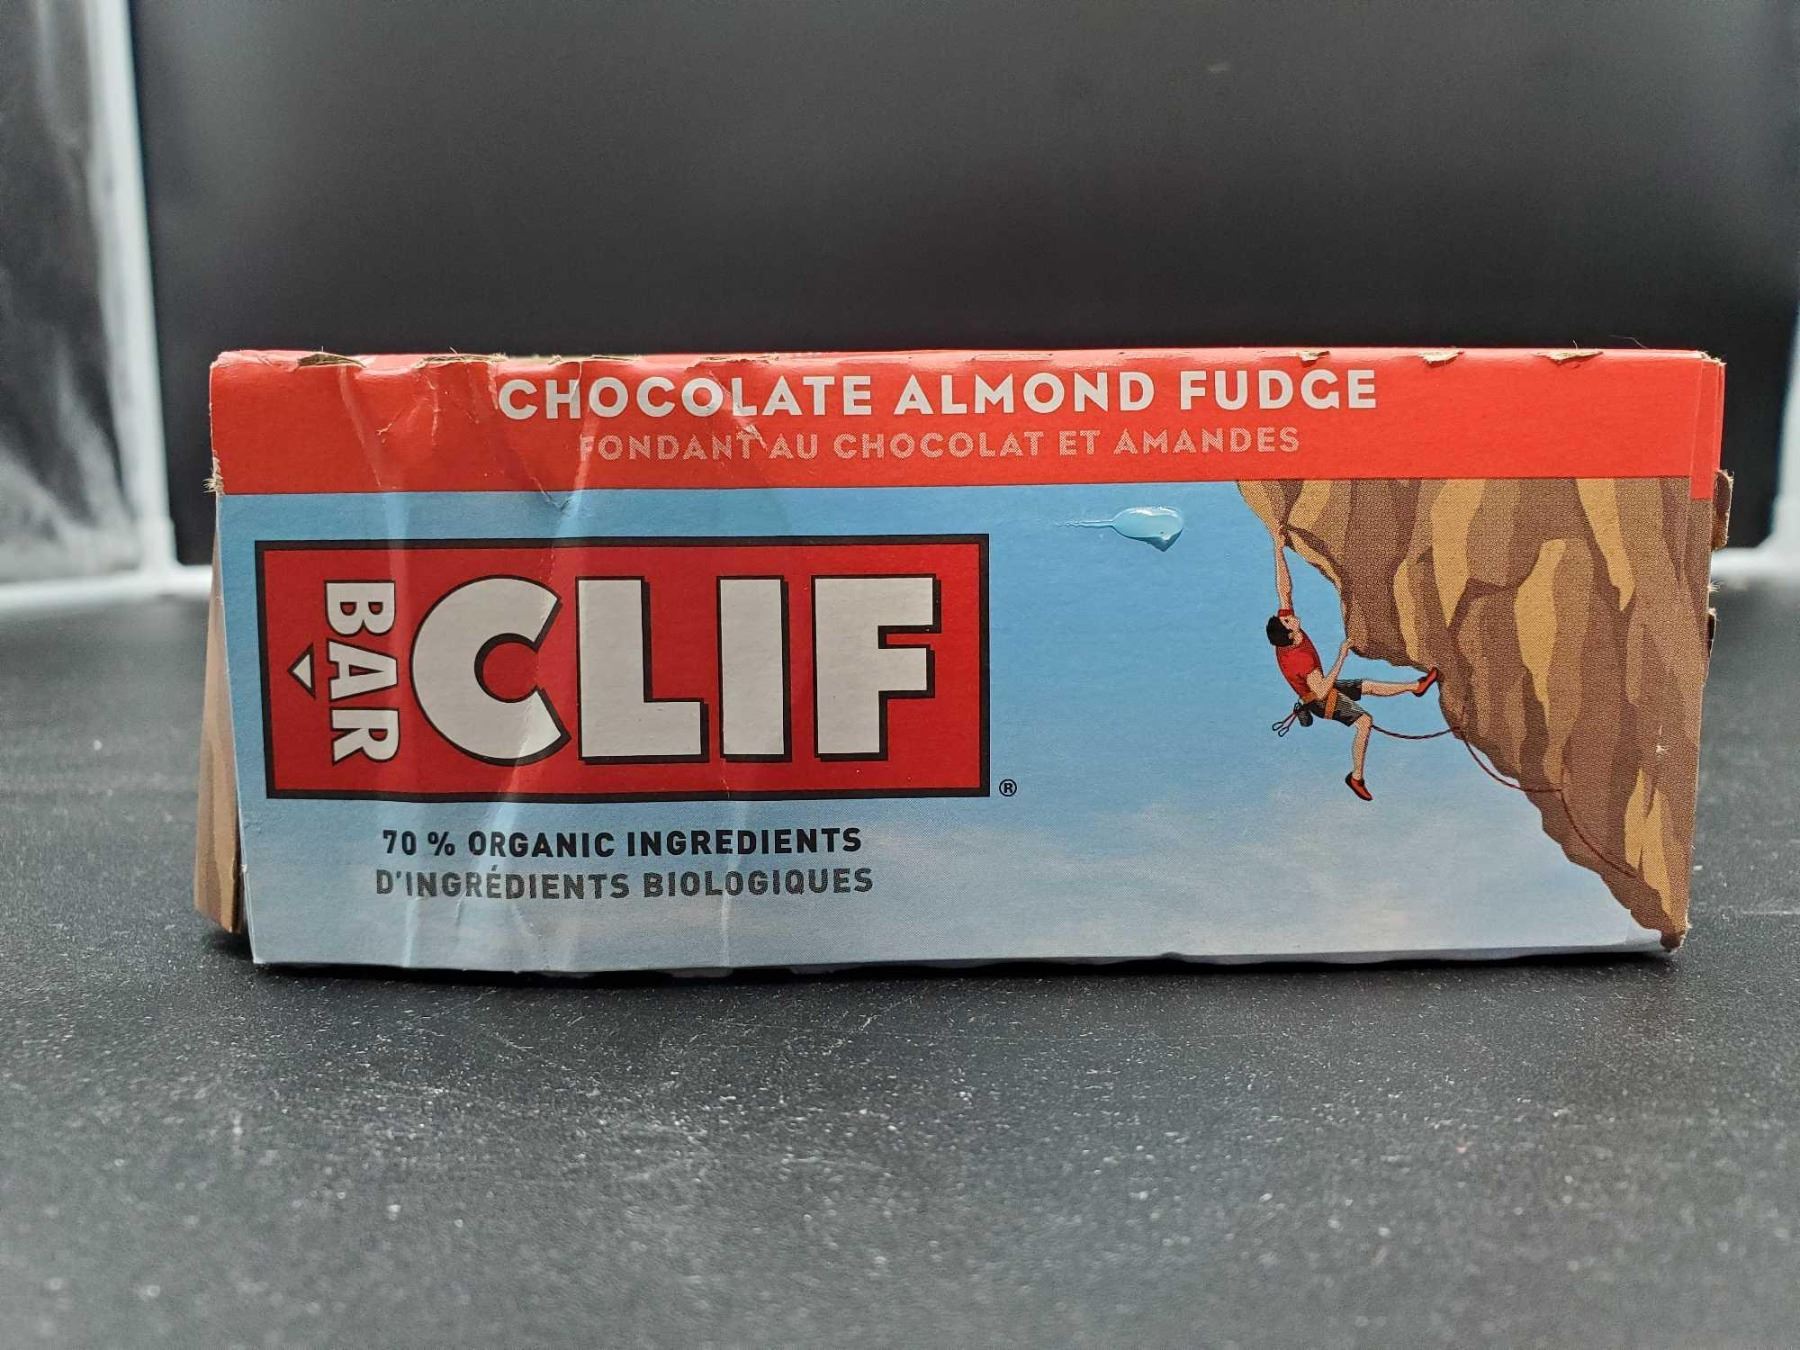 CHOCOLATE ALMOND FUDGE
FONDANT AU CHOCOLAT ET AMANDES
BAR
CLIF
®
70 % ORGANIC INGREDIENTS
D'INGRÉDIENTS BIOLOGIQUES